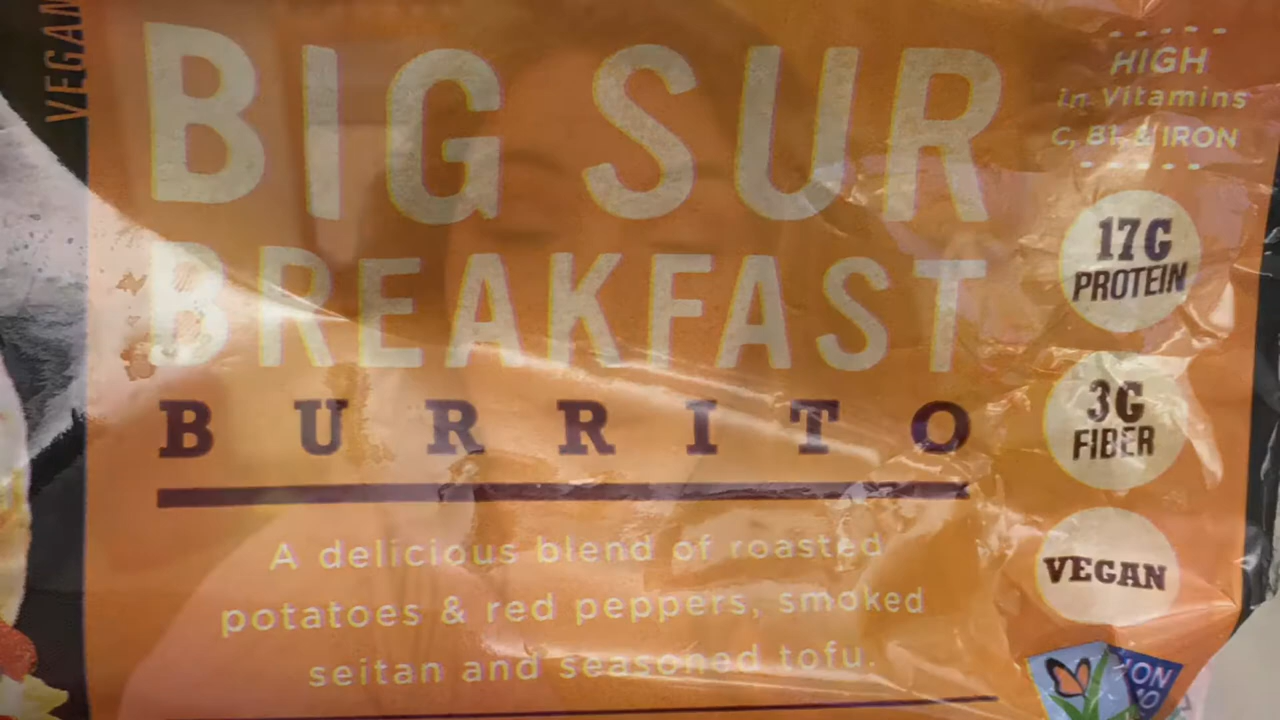 VEGAN
BIG SUR
BREAKFAST
BURRITO
A delicious blend of roasted
potatoes & red peppers, smoked
seitan and seasoned tofu.
HIGH
in Vitamins
C, B1, & IRON
17G
PROTEIN
3G
FIBER
VEGAN